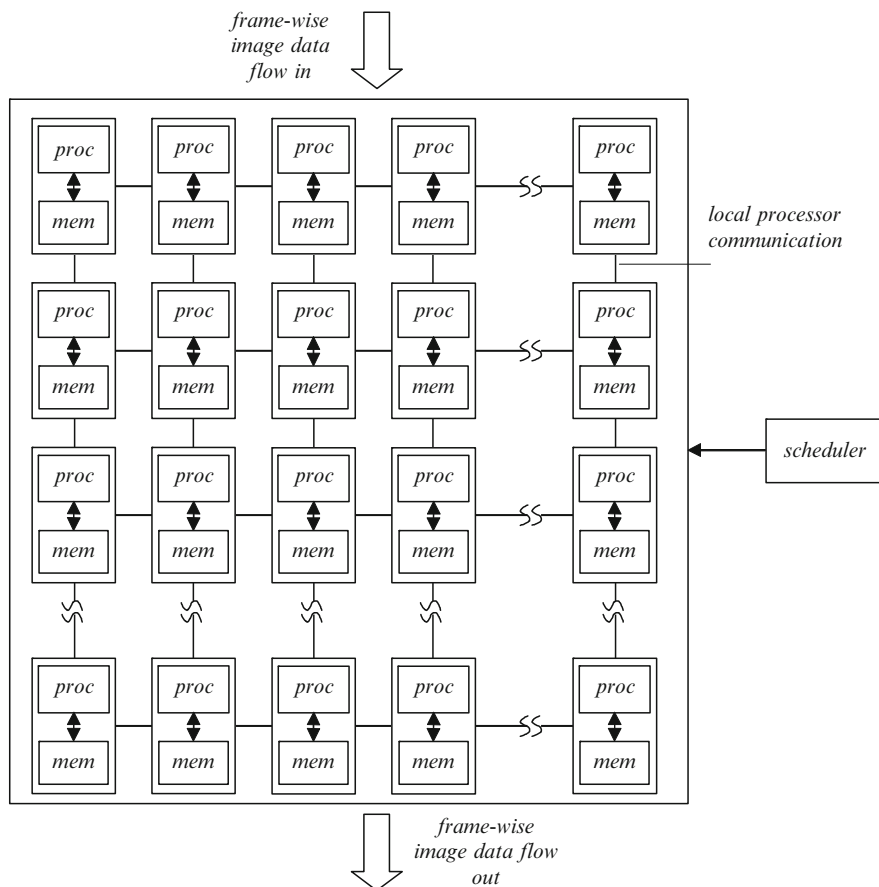 frame-wise
image data
flow in
proc proc proc proc proc
mem mem mem mem mem
local processor
communication
proc proc proc proc proc
mem mem mem mem mem
scheduler
proc proc proc proc proc
mem mem mem mem mem
proc proc proc proc proc
mem mem mem mem mem
frame-wise
image data flow
out